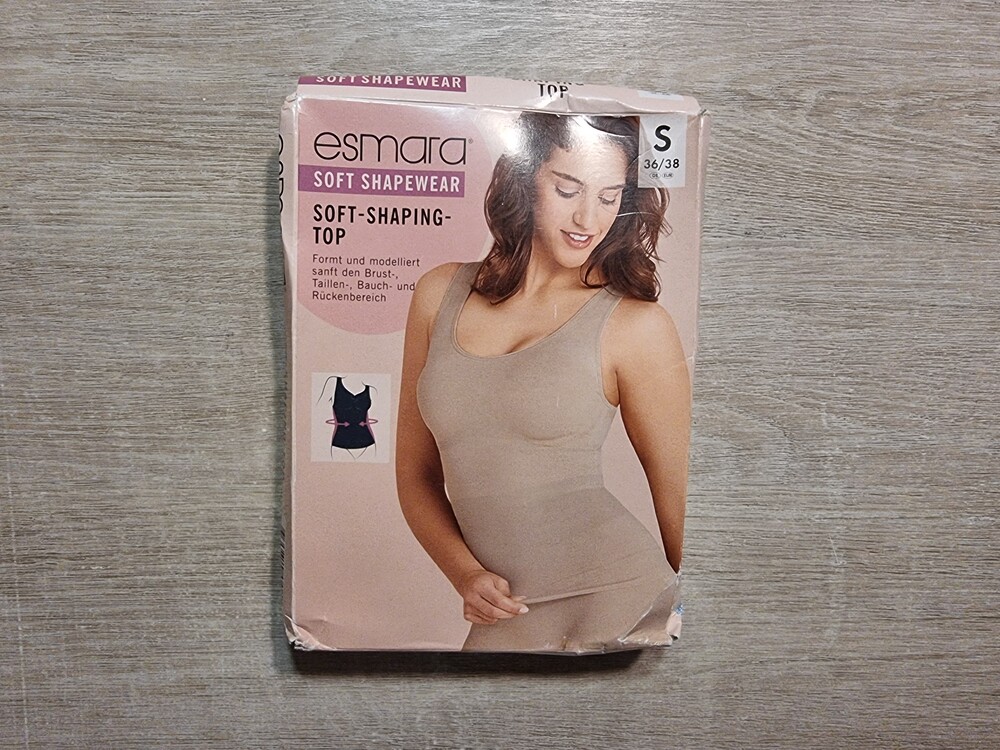 SOFT SHAPEWEAR
TOP
esmara®
SOFT SHAPEWEAR
S
36/38
SOFT-SHAPING-
TOP
Formt und modelliert
sanft den Brust-,
Taillen-, Bauch- und
Rückenbereich